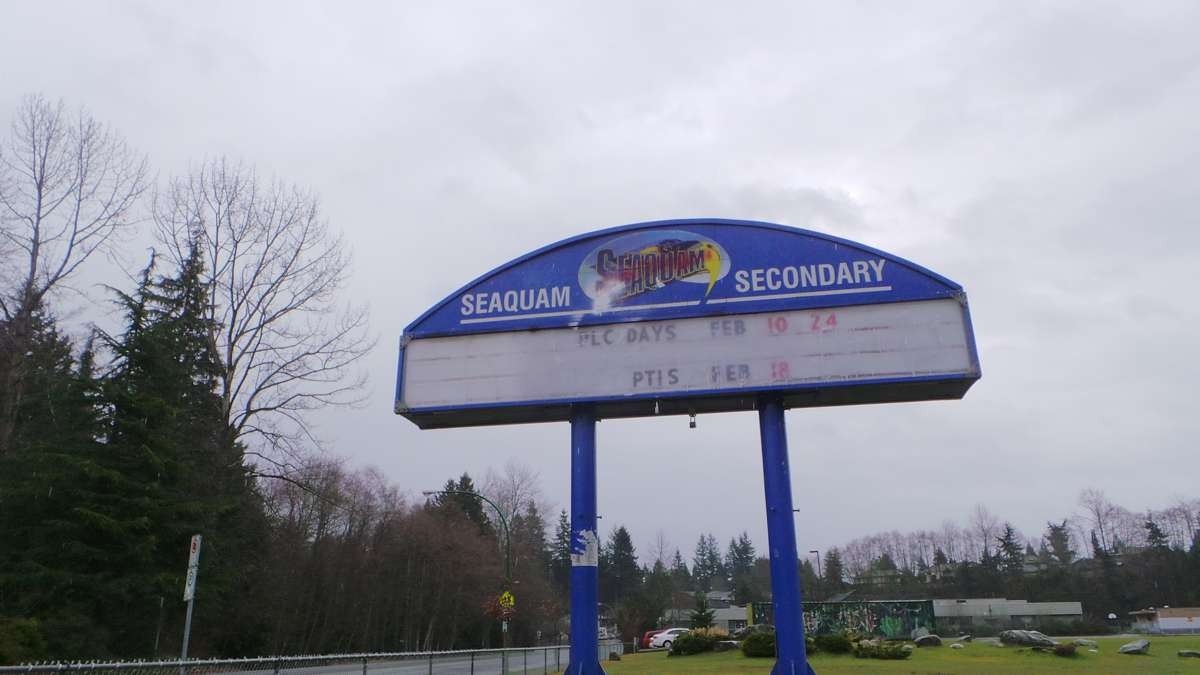 SEAQUAM
SEAQUAM SECONDARY
PLC DAYS FEB 10 24
PTIS FEB 18